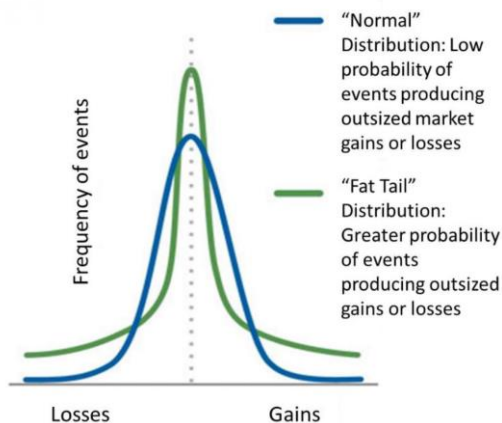 "Normal"
Distribution: Low
probability of
events producing
outsized market
gains or losses
"Fat Tail"
Distribution:
Greater probability
of events
producing outsized
gains or losses
Frequency of events
Losses
Gains